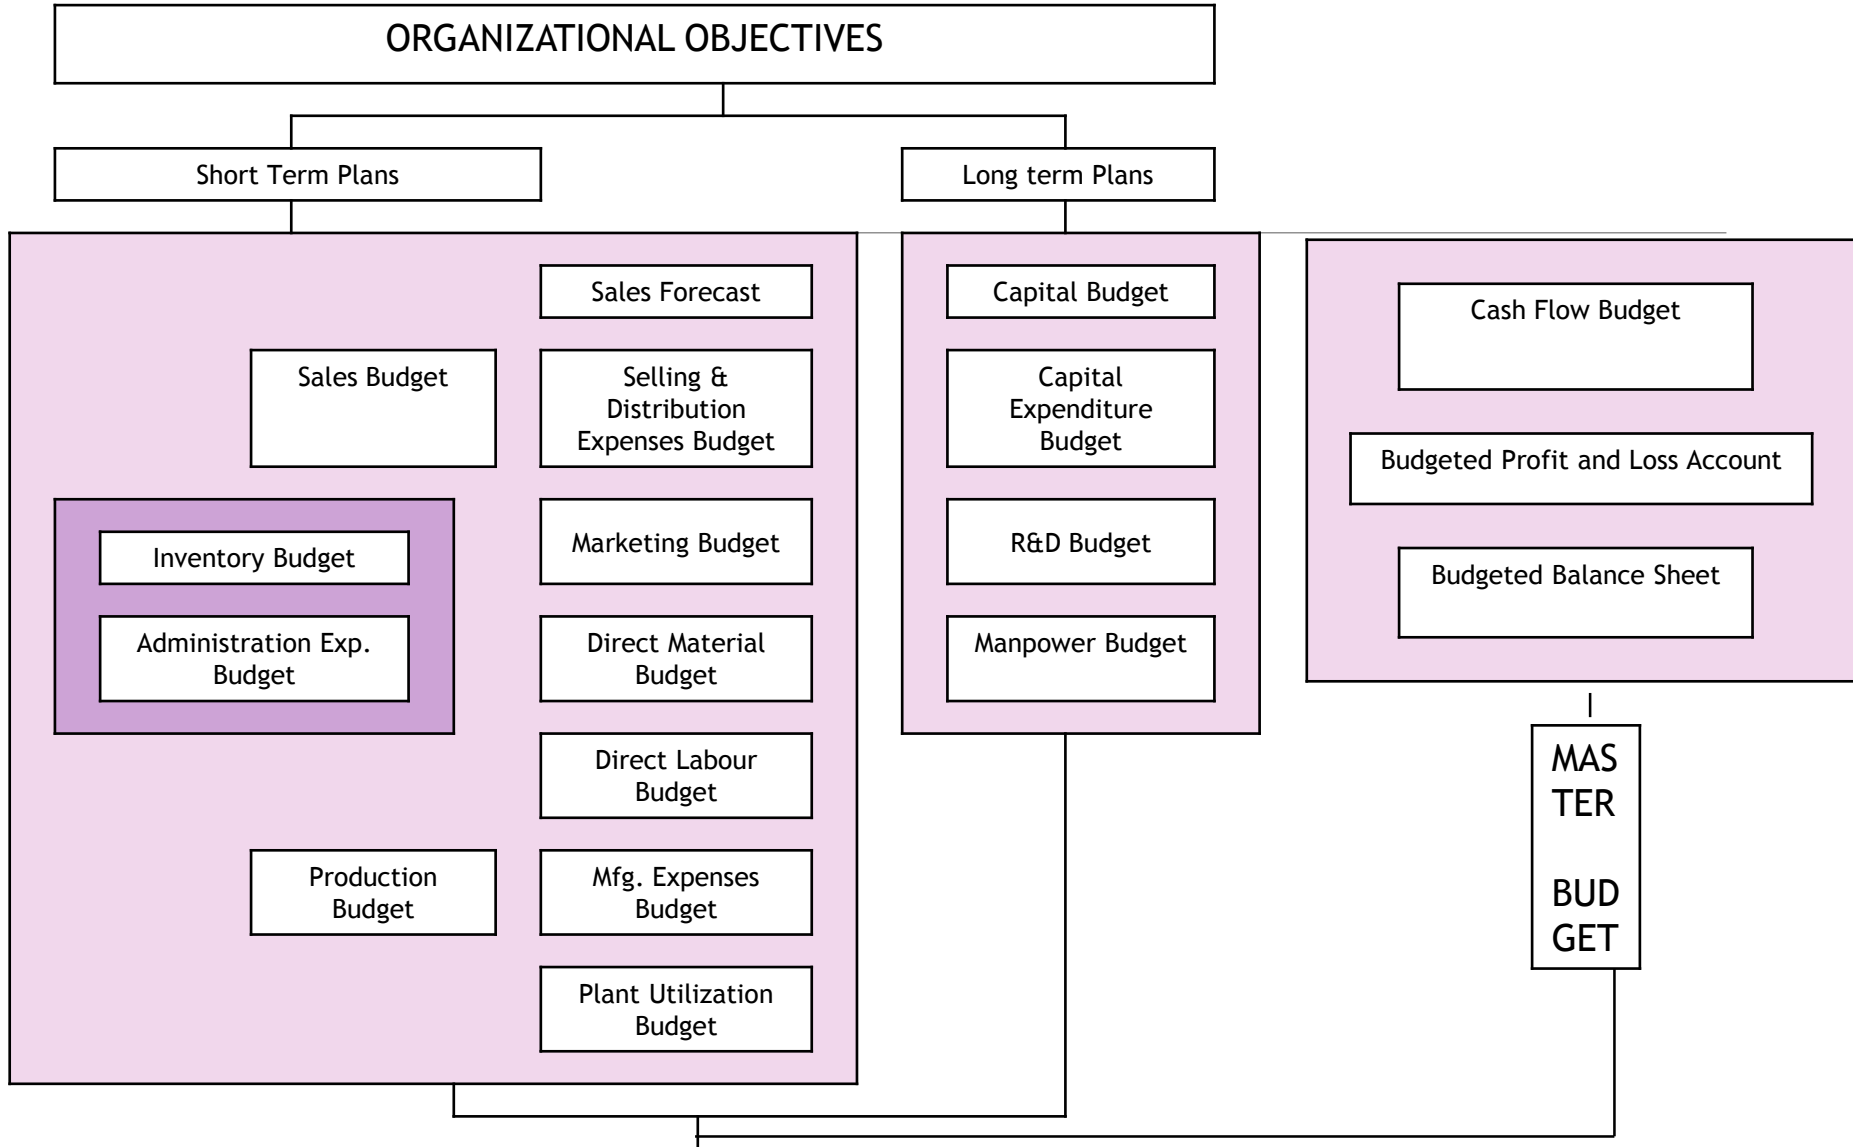 ORGANIZATIONAL OBJECTIVES
Short Term Plans
Long term Plans
Sales Forecast
Sales Budget
Selling &
Distribution
Expenses Budget
Inventory Budget
Administration Exp.
Budget
Marketing Budget
Direct Material
Budget
Direct Labour
Budget
Production
Budget
Mfg. Expenses
Budget
Plant Utilization
Budget
Capital Budget
Capital
Expenditure
Budget
R&D Budget
Manpower Budget
Cash Flow Budget
Budgeted Profit and Loss Account
Budgeted Balance Sheet
MAS
TER
BUD
GET